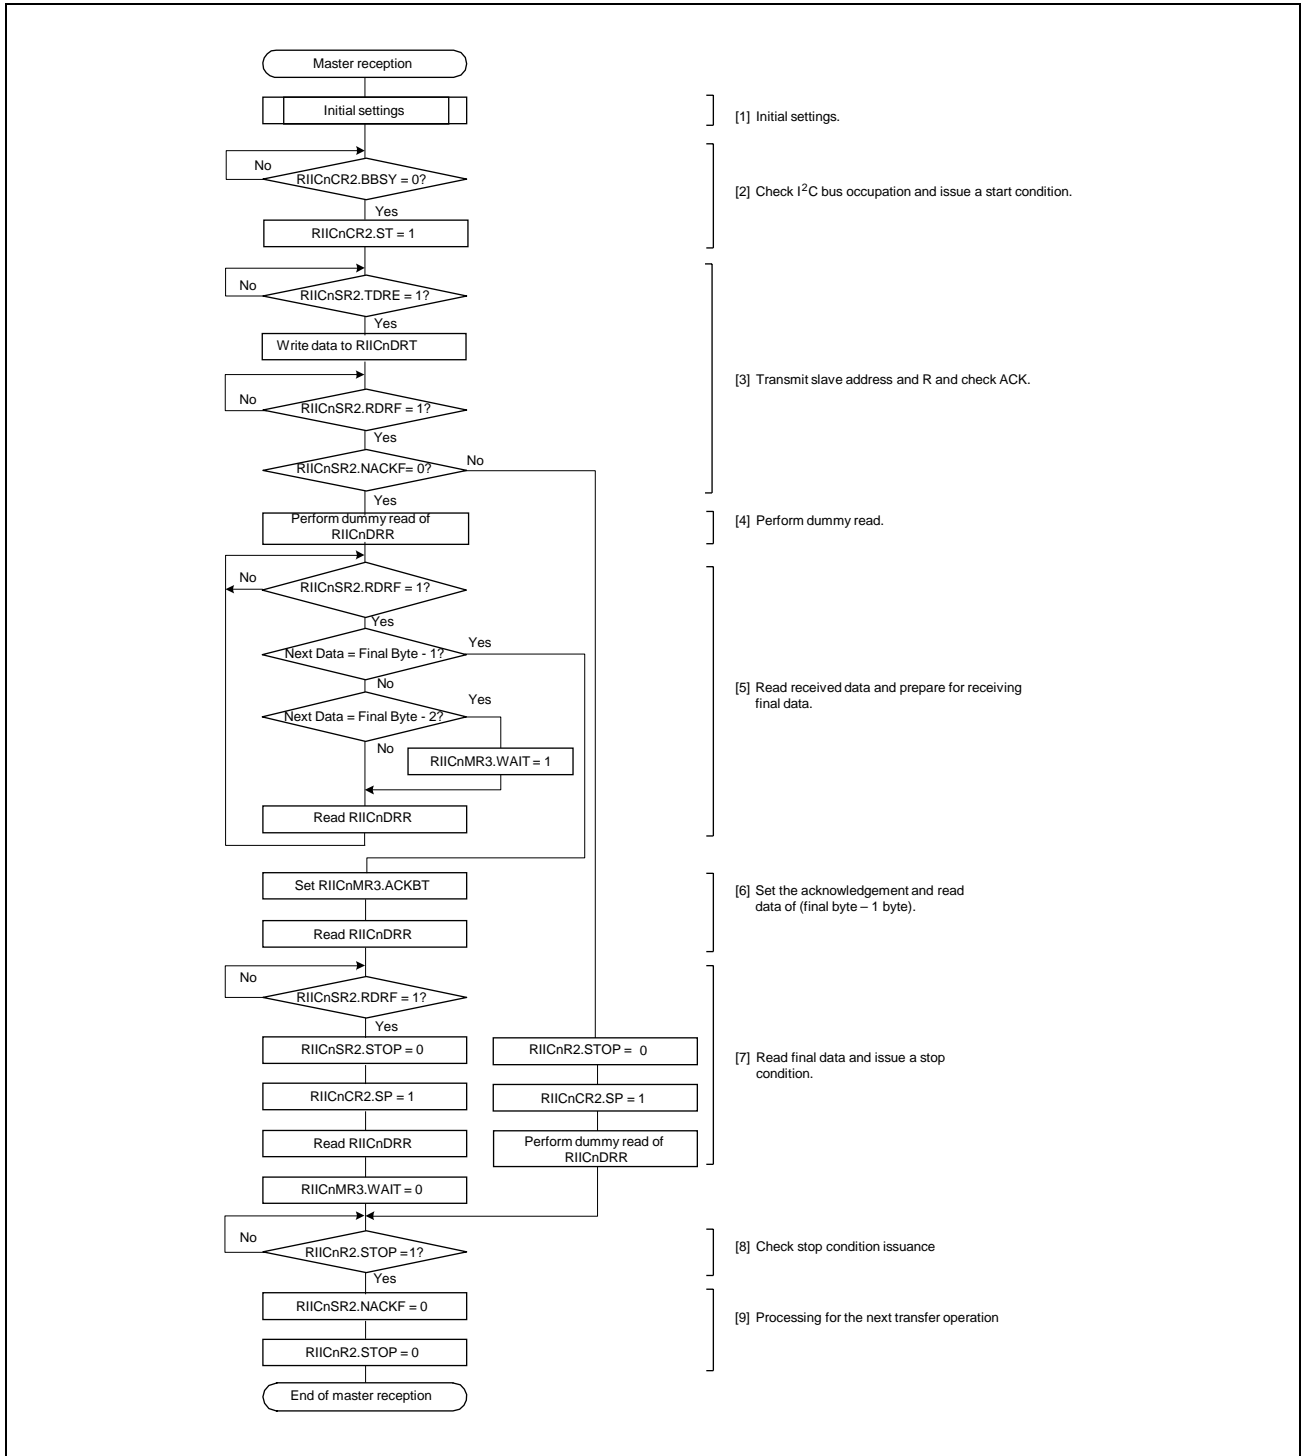 Master reception
Initial settings
[1] Initial settings.
No
RIICnCR2.BBSY = 0?
[2] Check I²C bus occupation and issue a start condition.
Yes
RIICnCR2.ST = 1
No
RIICnSR2.TDRE = 1?
Yes
Write data to RIICnDRT
[3] Transmit slave address and R and check ACK.
No
RIICnSR2.RDRF = 1?
Yes
RIICnSR2.NACKF= 0?
No
Yes
Perform dummy read of
RIICnDRR
[4] Perform dummy read.
No
RIICnSR2.RDRF = 1?
Yes
Next Data = Final Byte - 1?
Yes
No
Next Data = Final Byte - 2?
Yes
No
RIICnMR3.WAIT = 1
Read RIICnDRR
[5] Read received data and prepare for receiving
final data.
Set RIICnMR3.ACKBT
Read RIICnDRR
[6] Set the acknowledgement and read
data of (final byte – 1 byte).
No
RIICnSR2.RDRF = 1?
Yes
RIICnSR2.STOP = 0
RIICnCR2.SP = 1
Read RIICnDRR
RIICnMR3.WAIT = 0
RIICnR2.STOP = 0
RIICnCR2.SP = 1
Perform dummy read of
RIICnDRR
[7] Read final data and issue a stop
condition.
No
RIICnR2.STOP =1?
Yes
[8] Check stop condition issuance
RIICnSR2.NACKF = 0
RIICnR2.STOP = 0
[9] Processing for the next transfer operation
End of master reception